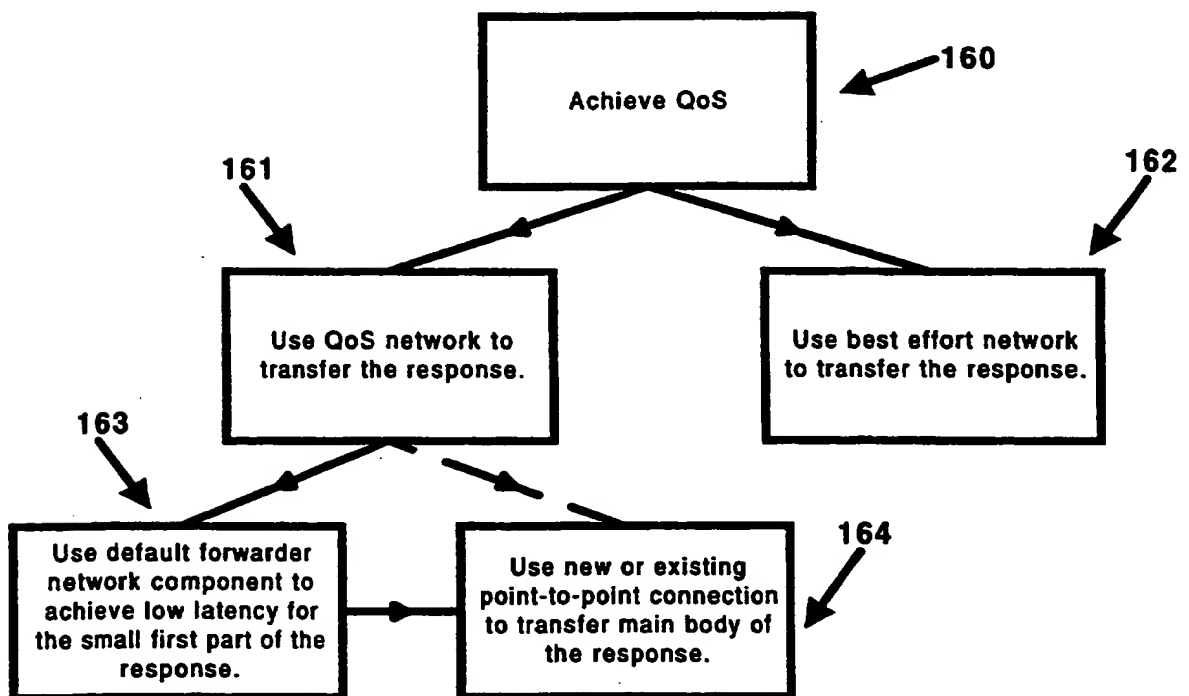 160
Achieve QoS
161
162
Use QoS network to
transfer the response.
Use best effort network
to transfer the response.
163
164
Use default forwarder
network component to
achieve low latency for
the small first part of the
response.
Use new or existing
point-to-point connection
to transfer main body of
the response.